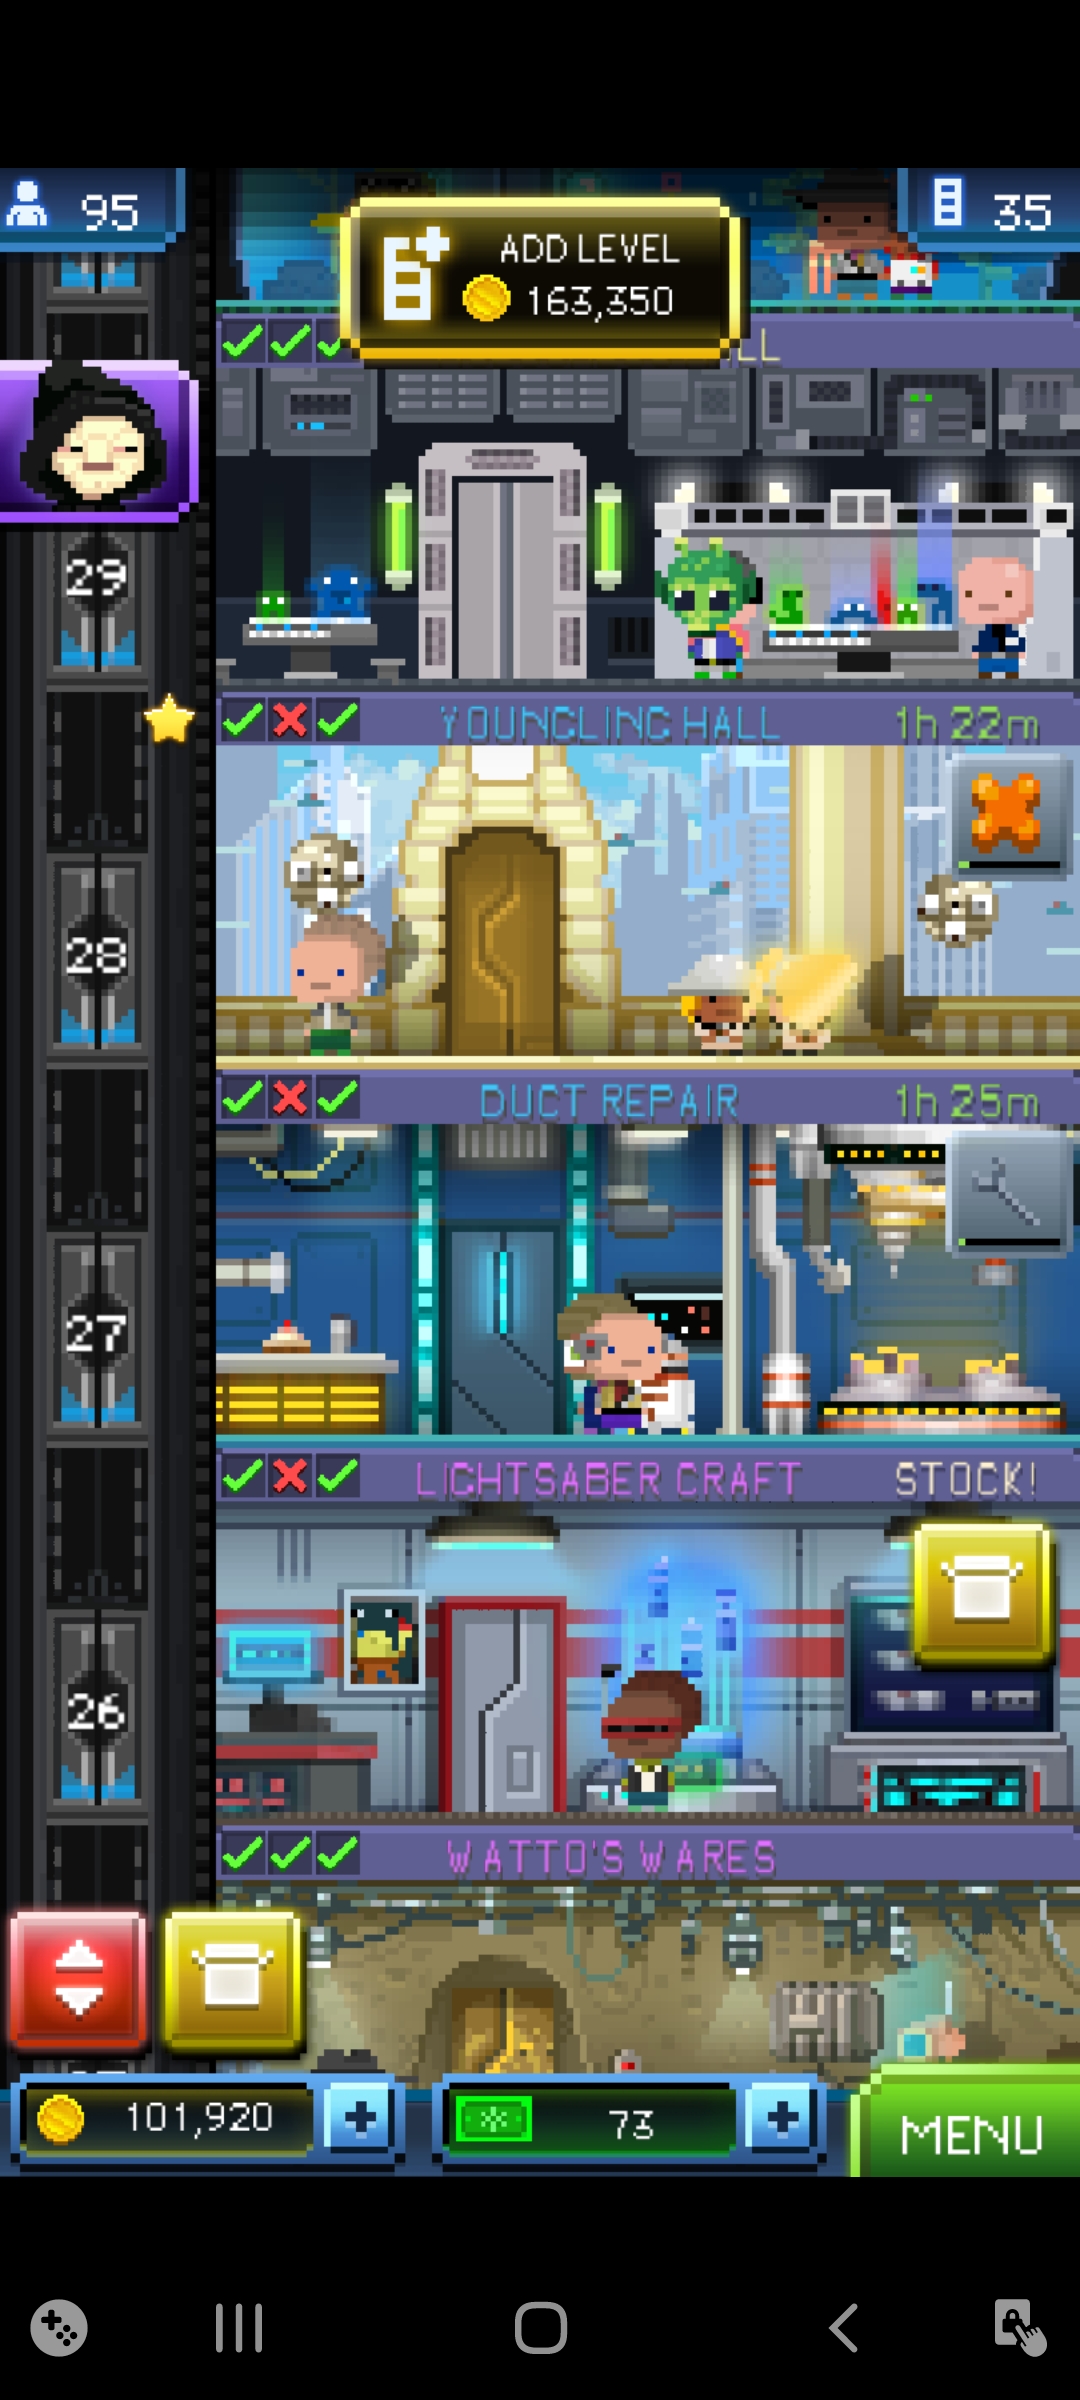 95
ADD LEVEL
163,350
35
LL
29
YOUNGLING HALL
1h 22m
28
DUCT REPAIR
1h 25m
27
LIGHTSABER CRAFT
STOCK!
26
WATTO'S WARES
101,920
73
MENU